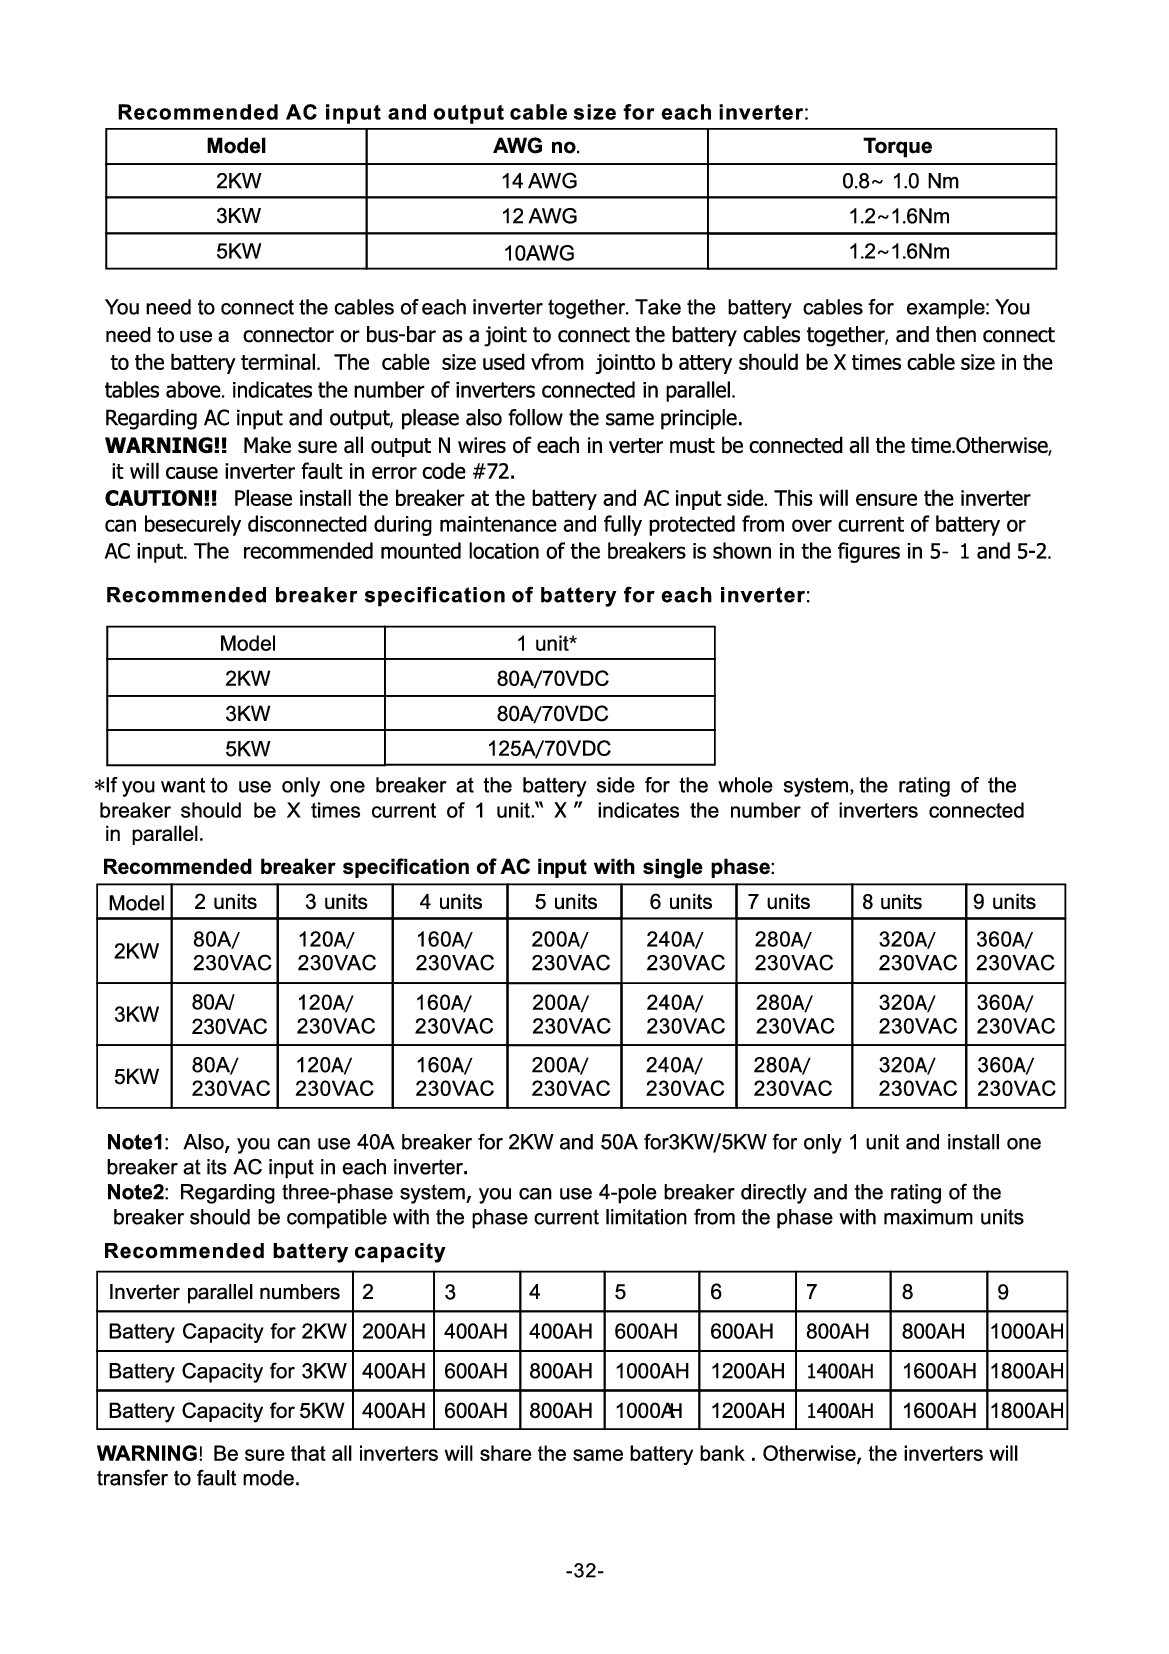 Recommended AC input and output cable size for each inverter:
Model AWG no. Torque
2KW 14 AWG 0.8~ 1.0 Nm
3KW 12 AWG 1.2~1.6Nm
5KW 10AWG 1.2~1.6Nm
You need to connect the cables of each inverter together. Take the battery cables for example: You
need to use a connector or bus-bar as a joint to connect the battery cables together, and then connect
to the battery terminal. The cable size used vfrom jointto b attery should be X times cable size in the
tables above. indicates the number of inverters connected in parallel.
Regarding AC input and output, please also follow the same principle.
WARNING!! Make sure all output N wires of each in verter must be connected all the time.Otherwise,
it will cause inverter fault in error code #72.
CAUTION!! Please install the breaker at the battery and AC input side. This will ensure the inverter
can besecurely disconnected during maintenance and fully protected from over current of battery or
AC input. The recommended mounted location of the breakers is shown in the figures in 5- 1 and 5-2.
Recommended breaker specification of battery for each inverter:
Model 1 unit*
2KW 80A/70VDC
3KW 80A/70VDC
5KW 125A/70VDC
*If you want to use only one breaker at the battery side for the whole system, the rating of the
breaker should be X times current of 1 unit.‟ X ″ indicates the number of inverters connected
in parallel.
Recommended breaker specification of AC input with single phase:
Model 2 units 3 units 4 units 5 units 6 units 7 units 8 units 9 units
2KW 80A/ 120A/ 160A/ 200A/ 240A/ 280A/ 320A/ 360A/
230VAC 230VAC 230VAC 230VAC 230VAC 230VAC 230VAC 230VAC
3KW 80A/ 120A/ 160A/ 200A/ 240A/ 280A/ 320A/ 360A/
230VAC 230VAC 230VAC 230VAC 230VAC 230VAC 230VAC 230VAC
5KW 80A/ 120A/ 160A/ 200A/ 240A/ 280A/ 320A/ 360A/
230VAC 230VAC 230VAC 230VAC 230VAC 230VAC 230VAC 230VAC
Note1: Also, you can use 40A breaker for 2KW and 50A for3KW/5KW for only 1 unit and install one
breaker at its AC input in each inverter.
Note2: Regarding three-phase system, you can use 4-pole breaker directly and the rating of the
breaker should be compatible with the phase current limitation from the phase with maximum units
Recommended battery capacity
Inverter parallel numbers 2 3 4 5 6 7 8 9
Battery Capacity for 2KW 200AH 400AH 400AH 600AH 600AH 800AH 800AH 1000AH
Battery Capacity for 3KW 400AH 600AH 800AH 1000AH 1200AH 1400AH 1600AH 1800AH
Battery Capacity for 5KW 400AH 600AH 800AH 1000AH 1200AH 1400AH 1600AH 1800AH
WARNING! Be sure that all inverters will share the same battery bank . Otherwise, the inverters will
transfer to fault mode.
-32-